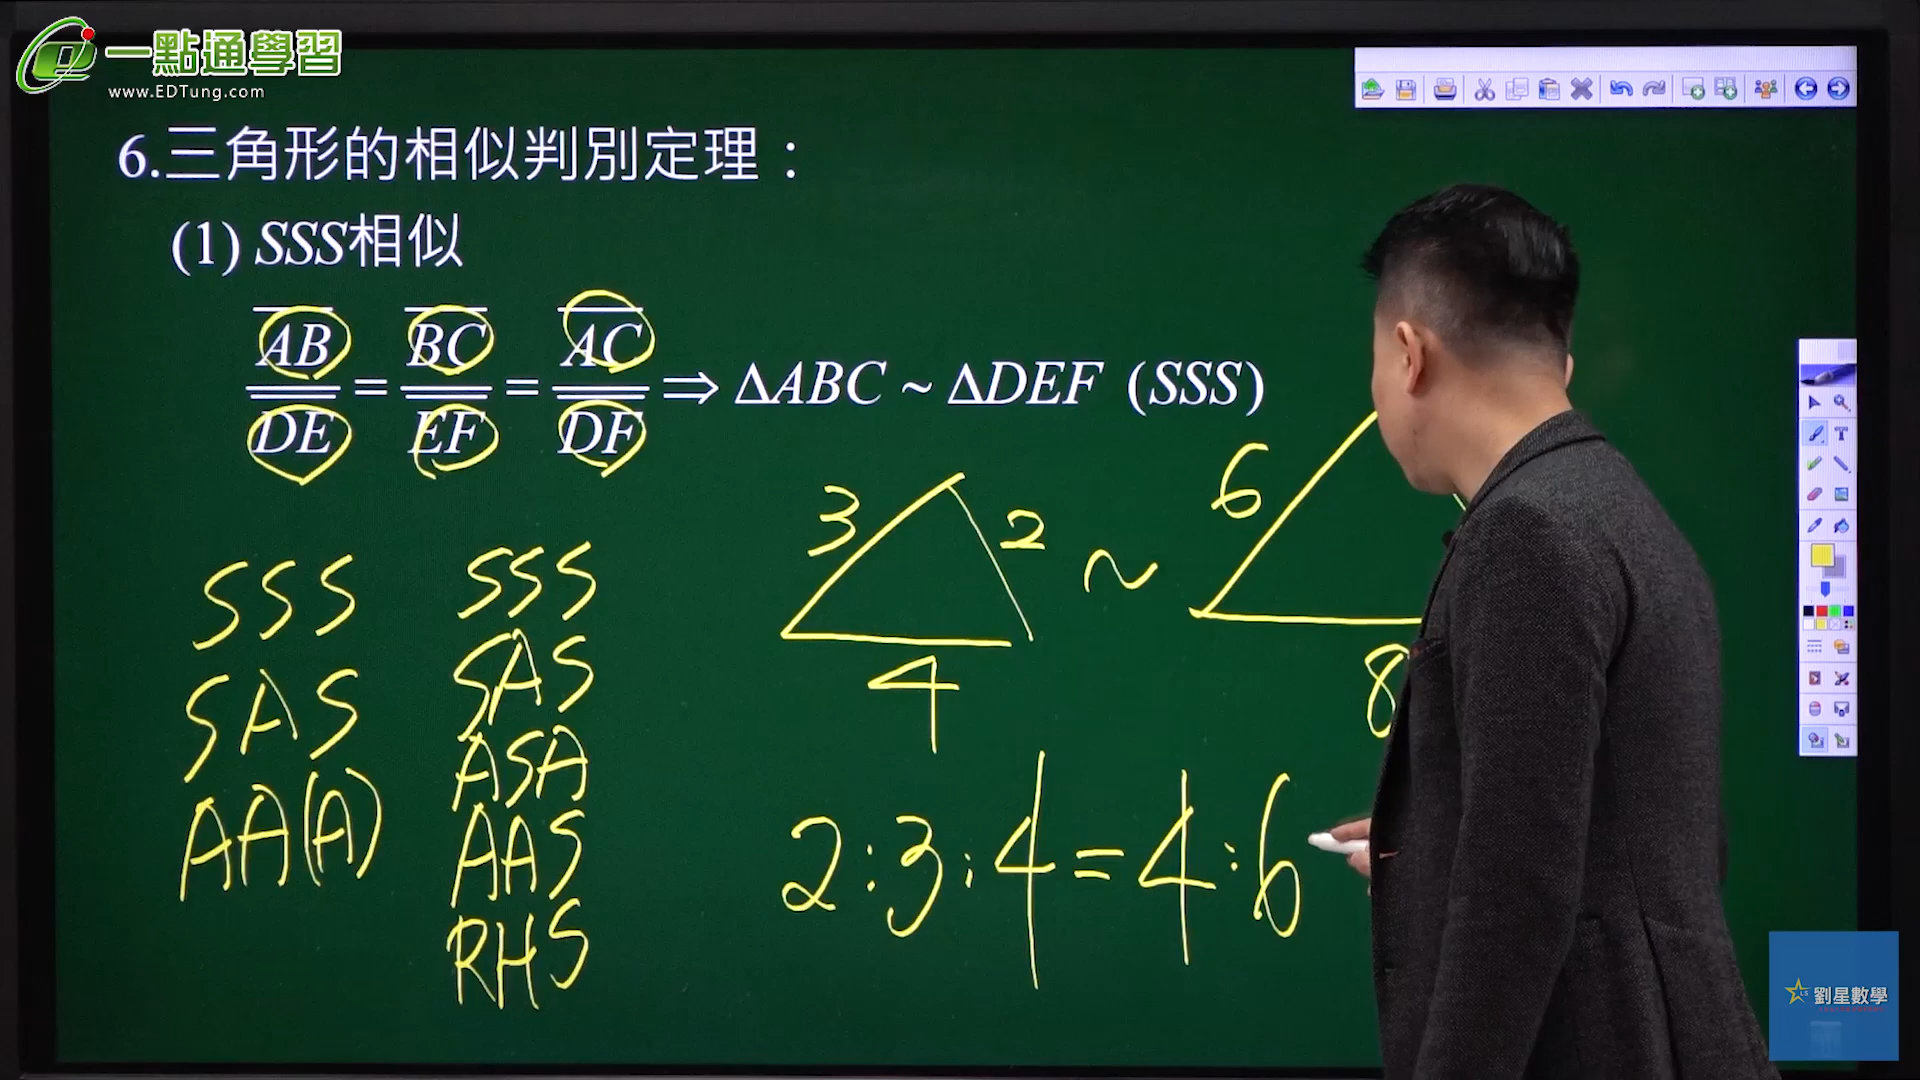 一點通學習
www.EDTung.com
6.三角形的相似判別定理：
(1) SSS相似
AB/DE = BC/EF = AC/DF ⇒ ΔABC ~ ΔDEF (SSS)
3
2
4
~
6
8
SSS
SAS
AA(A)
SSS
SAS
ASA
AAS
RHS
2:3:4=4:6
劉星數學